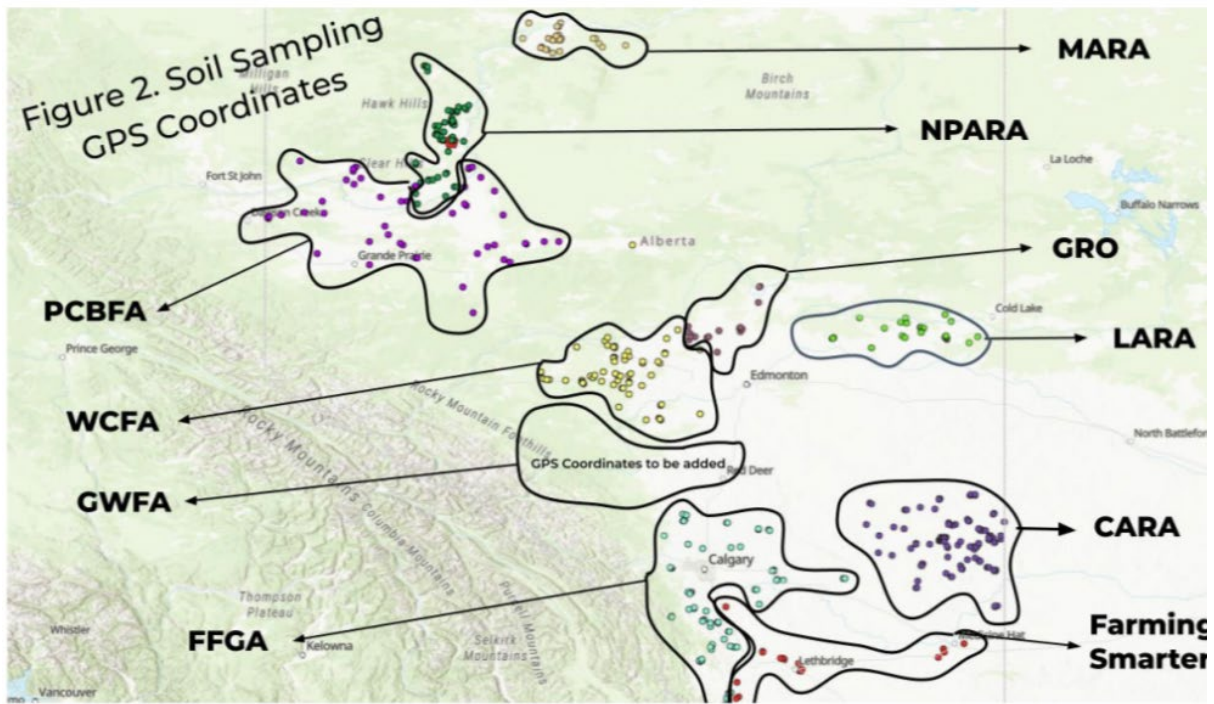 Figure 2. Soil Sampling
GPS Coordinates
MARA
Birch
Mountains
Hawk Hills
NPARA
La Loche
Fort St John
Buffalo Narrows
Alberta
GRO
Grande Prairie
PCBFA
Cold Lake
LARA
Prince George
Edmonton
WCFA
Rocky Mountain Foothills
North Battlefor
GPS Coordinates to be added
Red Deer
GWFA
Rocky Mountains
Columbia Mountains
CARA
Calgary
Thompson
Plateau
Purcell Mountains
Farming
Smarter
Whistler
FFGA
Kelowna
Selkirk
Mountains
Lethbridge
Vancouver